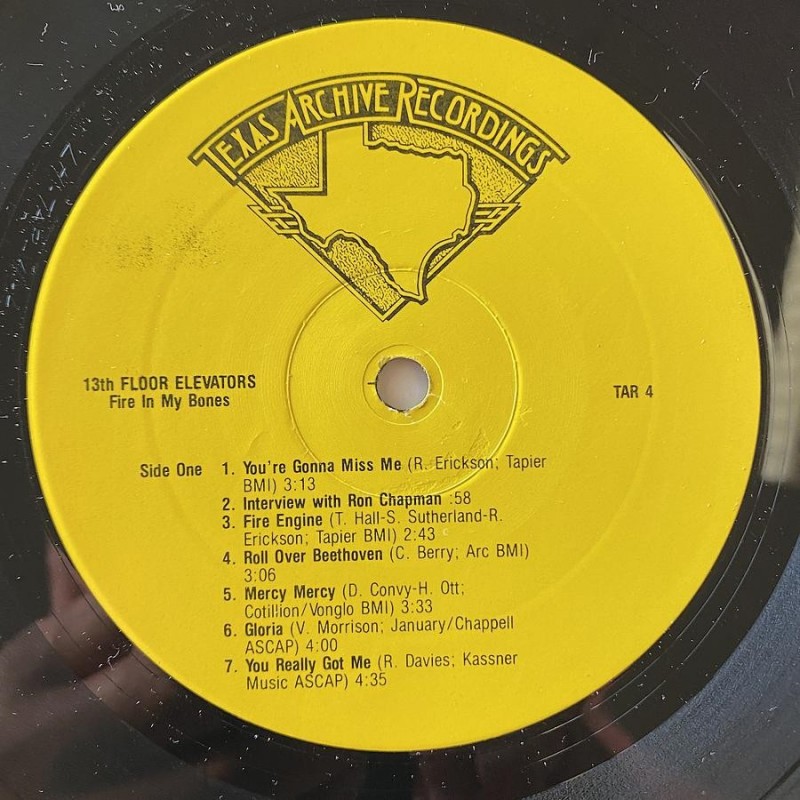 TEXAS ARCHIVE RECORDINGS
13th FLOOR ELEVATORS
Fire In My Bones
TAR 4
Side One 1. You're Gonna Miss Me (R. Erickson; Tapier
BMI) 3:13
2. Interview with Ron Chapman :58
3. Fire Engine (T. Hall-S. Sutherland-R.
Erickson; Tapier BMI) 2:43
4. Roll Over Beethoven (C. Berry; Arc BMI)
3:06
5. Mercy Mercy (D. Convy-H. Ott;
Cotillion/Vonglo BMI) 3:33
6. Gloria (V. Morrison; January/Chappell
ASCAP) 4:00
7. You Really Got Me (R. Davies; Kassner
Music ASCAP) 4:35